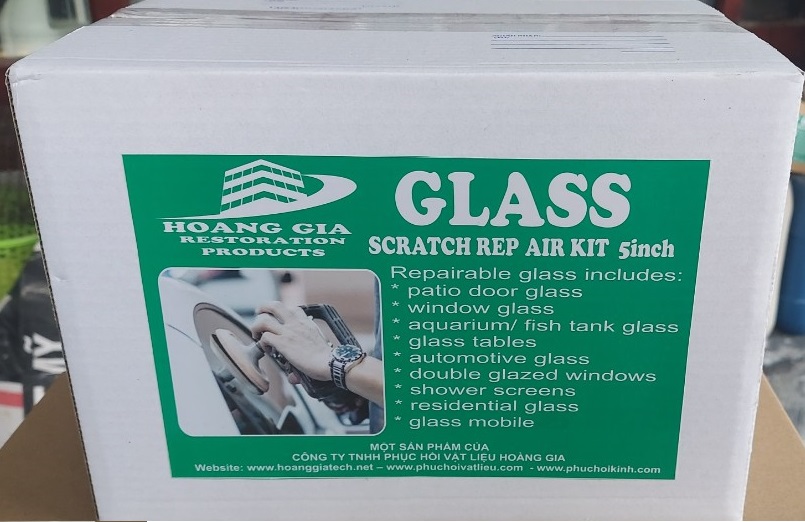 HOANG GIA
RESTORATION
PRODUCTS
GLASS
SCRATCH REP AIR KIT 5inch
Repairable glass includes:
* patio door glass
* window glass
* aquarium/ fish tank glass
* glass tables
* automotive glass
* double glazed windows
* shower screens
* residential glass
* glass mobile
MỘT SẢN PHẨM CỦA
CÔNG TY TNHH PHỤC HỒI VẬT LIỆU HOÀNG GIA
Website: www.hoanggiatech.net – www.phuchoivatlieu.com - www.phuchoikinh.com